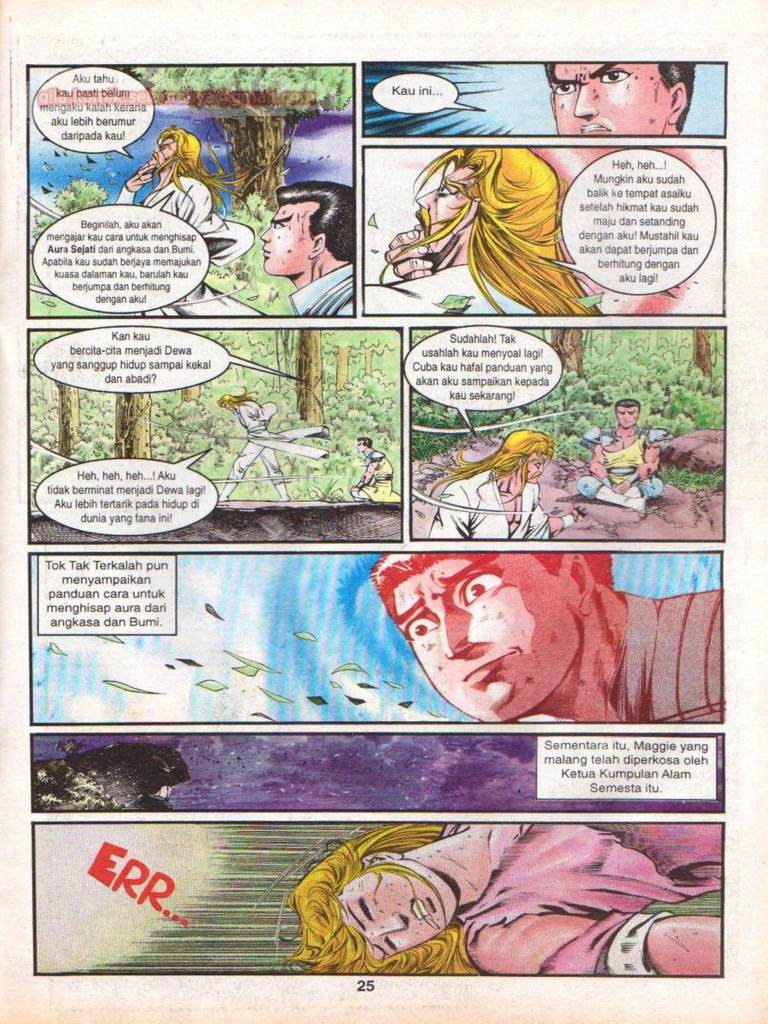 Aku tahu
kau pasti belum
mengaku kalah kerana
aku lebih berumur
daripada kau!
Beginilah, aku akan
mengajar kau cara untuk menghisap
Aura Sejati dari angkasa dan Bumi.
Apabila kau sudah berjaya memajukan
kuasa dalaman kau, barulah kau
berjumpa dan berhitung
dengan aku!
Kau ini...
Heh, heh...!
Mungkin aku sudah
balik ke tempat asalku
setelah hikmat kau sudah
maju dan setanding
dengan aku! Mustahil kau
akan dapat berjumpa dan
berhitung dengan
aku lagi!
Kan kau
bercita-cita menjadi Dewa
yang sanggup hidup sampai kekal
dan abadi?
Heh, heh, heh...! Aku
tidak berminat menjadi Dewa lagi!
Aku lebih tertarik pada hidup di
dunia yang fana ini!
Sudahlah! Tak
usahlah kau menyoal lagi!
Cuba kau hafal panduan yang
akan aku sampaikan kepada
kau sekarang!
Tok Tak Terkalah pun
menyampaikan
panduan cara untuk
menghisap aura dari
angkasa dan Bumi.
Sementara itu, Maggie yang
malang telah diperkosa oleh
Ketua Kumpulan Alam
Semesta itu.
ERR...
25